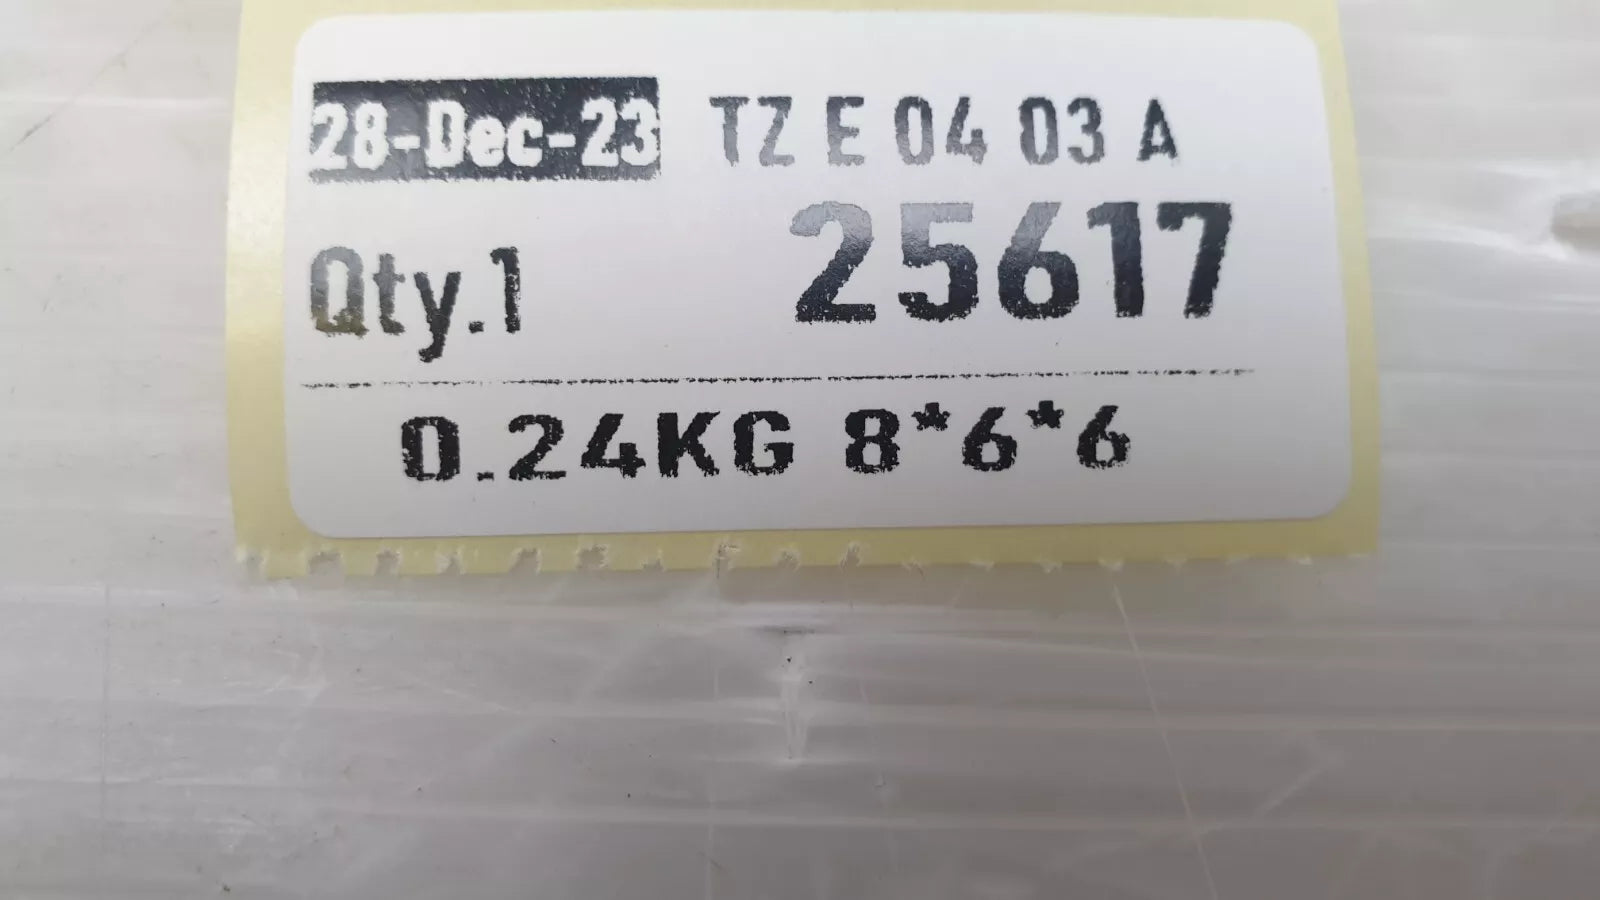 28-Dec-23 TZ E 04 03 A
Qty.1 25617
0.24KG 8*6*6